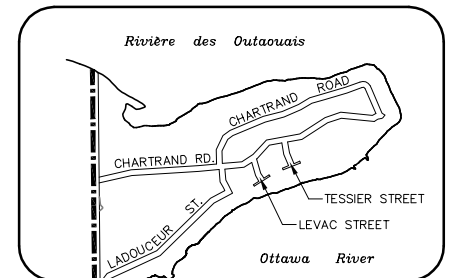 Rivière des Outaouais
CHARTRAND ROAD
CHARTRAND RD.
TESSIER STREET
LEVAC STREET
LADOUCEUR ST.
Ottawa River